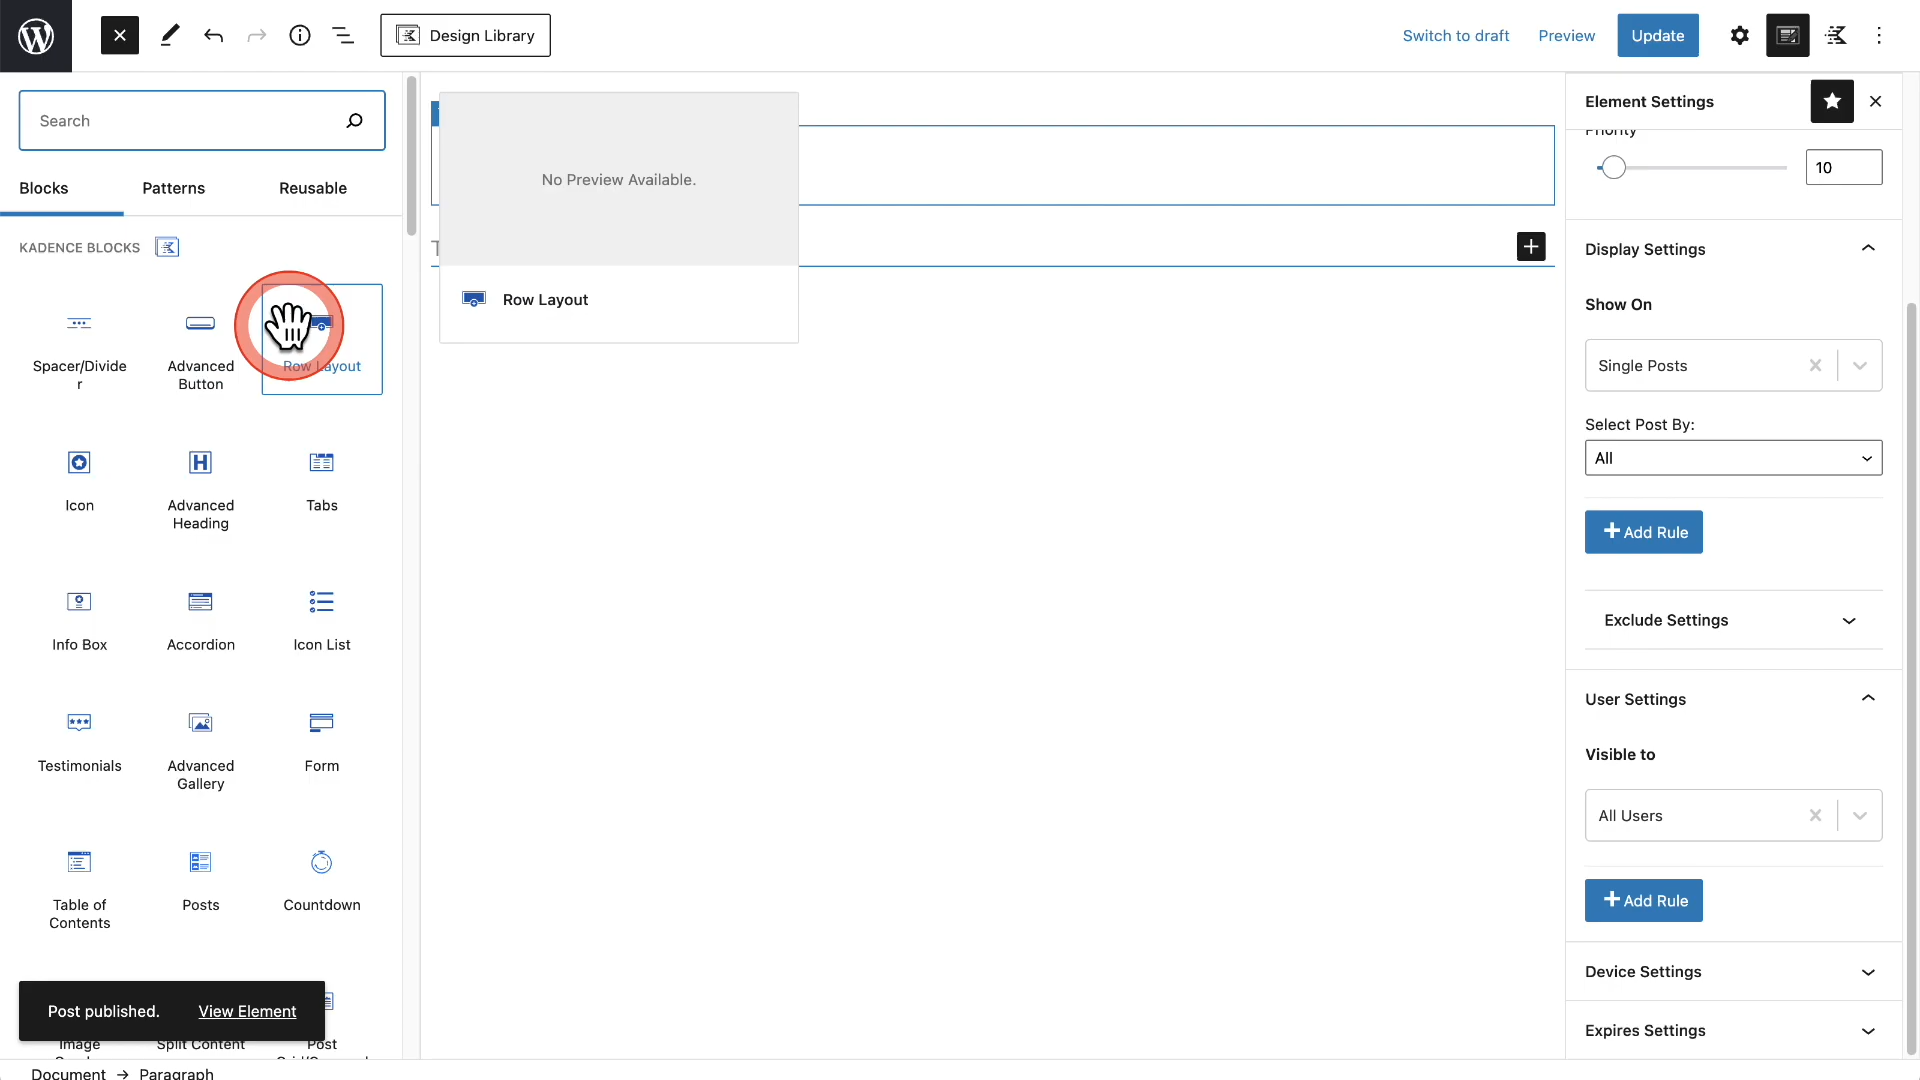 Design Library
Switch to draft
Preview
Update
Search
Blocks
Patterns
Reusable
KADENCE BLOCKS
Spacer/Divide
r
Advanced
Button
Row Layout
Icon
Advanced
Heading
Tabs
Info Box
Accordion
Icon List
Testimonials
Advanced
Gallery
Form
Table of
Contents
Posts
Countdown
Post published.
View Element
Image
Split Content
Post
Document → Paragraph
No Preview Available.
Row Layout
T
Element Settings
Priority
10
Display Settings
Show On
Single Posts
Select Post By:
All
Add Rule
Exclude Settings
User Settings
Visible to
All Users
Add Rule
Device Settings
Expires Settings